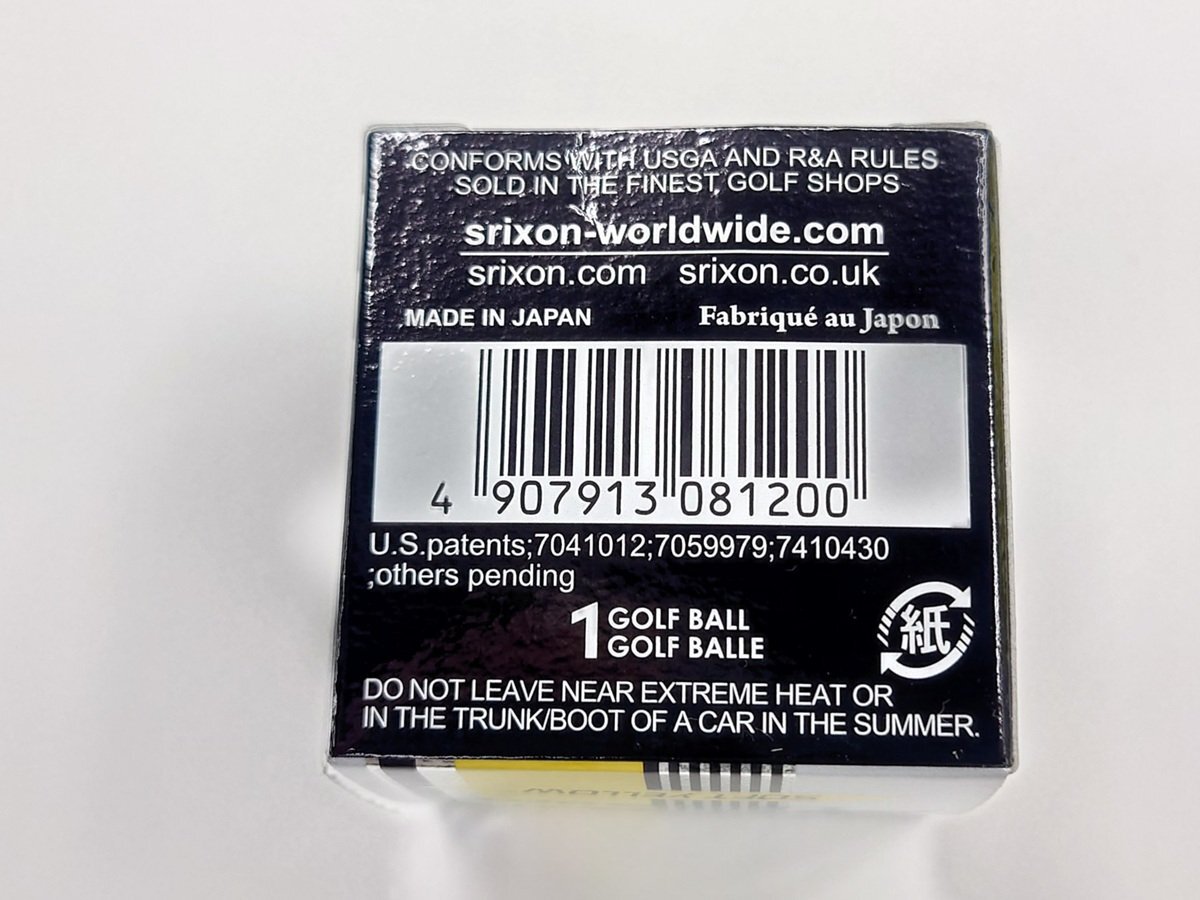 CONFORMS WITH USGA AND R&A RULES
SOLD IN THE FINEST GOLF SHOPS
srixon-worldwide.com
srixon.com srixon.co.uk
MADE IN JAPAN Fabriqué au Japon
4 907913 081200
U.S.patents;7041012;7059979;7410430
;others pending
1 GOLF BALL
GOLF BALLE
紙
DO NOT LEAVE NEAR EXTREME HEAT OR
IN THE TRUNK/BOOT OF A CAR IN THE SUMMER.
SOFT YELLOW